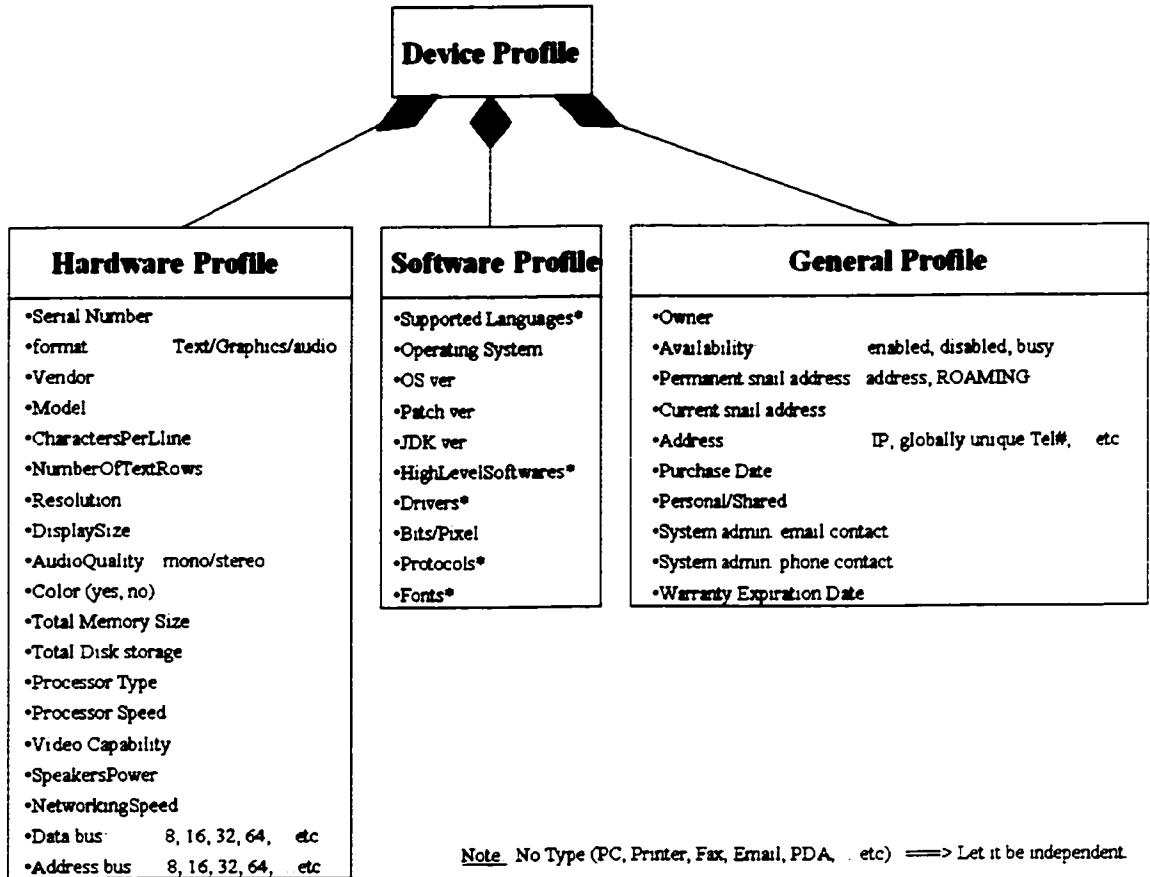 Device Profile
Hardware Profile
•Serial Number
•format Text/Graphics/audio
•Vendor
•Model
•CharactersPerLline
•NumberOfTextRows
•Resolution
•DisplaySize
•AudioQuality mono/stereo
•Color (yes, no)
•Total Memory Size
•Total Disk storage
•Processor Type
•Processor Speed
•Video Capability
•SpeakersPower
•NetworkingSpeed
•Data bus 8, 16, 32, 64, etc
•Address bus 8, 16, 32, 64, etc
Software Profile
•Supported Languages*
•Operating System
•OS ver
•Patch ver
•JDK ver
•HighLevelSoftwares*
•Drivers*
•Bits/Pixel
•Protocols*
•Fonts*
General Profile
•Owner
•Availability enabled, disabled, busy
•Permanent snail address address, ROAMING
•Current snail address
•Address IP, globally unique Tel#, etc
•Purchase Date
•Personal/Shared
•System admin email contact
•System admin phone contact
•Warranty Expiration Date
Note No Type (PC, Printer, Fax, Email, PDA, . etc) ===> Let it be independent